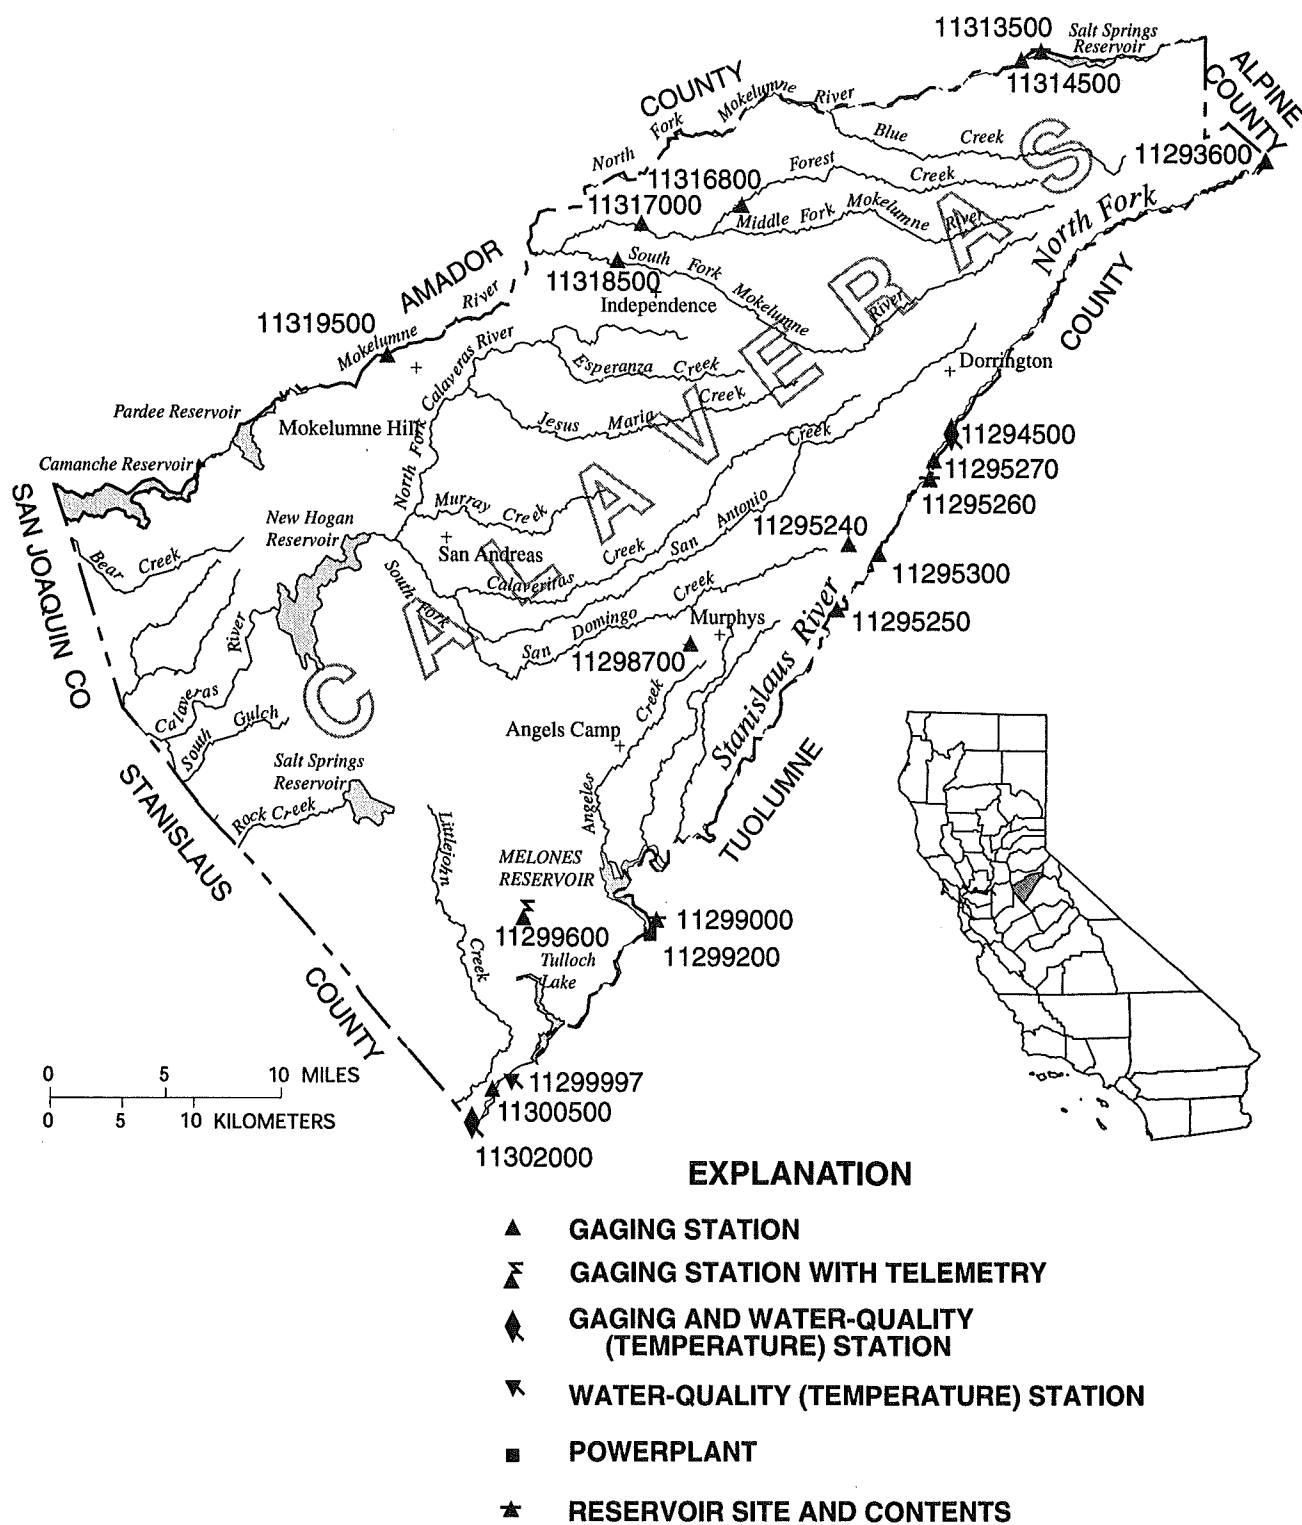 11313500
Salt Springs
Reservoir
11314500
ALPINE
COUNTY
COUNTY
North Fork Mokelumne River
Blue Creek
11293600
Forest Creek
11316800
11317000
Middle Fork Mokelumne River
North Fork
Stanislaus River
South Fork Mokelumne River
11318500
Independence
AMADOR
11319500
Mokelumne River
COUNTY
CALAVERAS
North Fork Calaveras River
Esperanza Creek
Dorrington
Jesus Maria Creek
Pardee Reservoir
Mokelumne Hill
Camanche Reservoir
11294500
11295270
11295260
SAN JOAQUIN CO
Murray Creek
New Hogan
Reservoir
San Andreas
Bear Creek
Calaveritas Creek
San Antonio Creek
11295240
11295300
South Fork
San Domingo Creek
Murphys
11295250
11298700
Calaveras River
South Gulch
Angels Camp
Angeles Creek
TUOLUMNE
Salt Springs
Reservoir
Rock Creek
STANISLAUS
COUNTY
Littlejohn Creek
MELONES
RESERVOIR
11299000
11299600
11299200
Tulloch
Lake
0 5 10 MILES
0 5 10 KILOMETERS
11299997
11300500
11302000
EXPLANATION
GAGING STATION
GAGING STATION WITH TELEMETRY
GAGING AND WATER-QUALITY
(TEMPERATURE) STATION
WATER-QUALITY (TEMPERATURE) STATION
POWERPLANT
RESERVOIR SITE AND CONTENTS